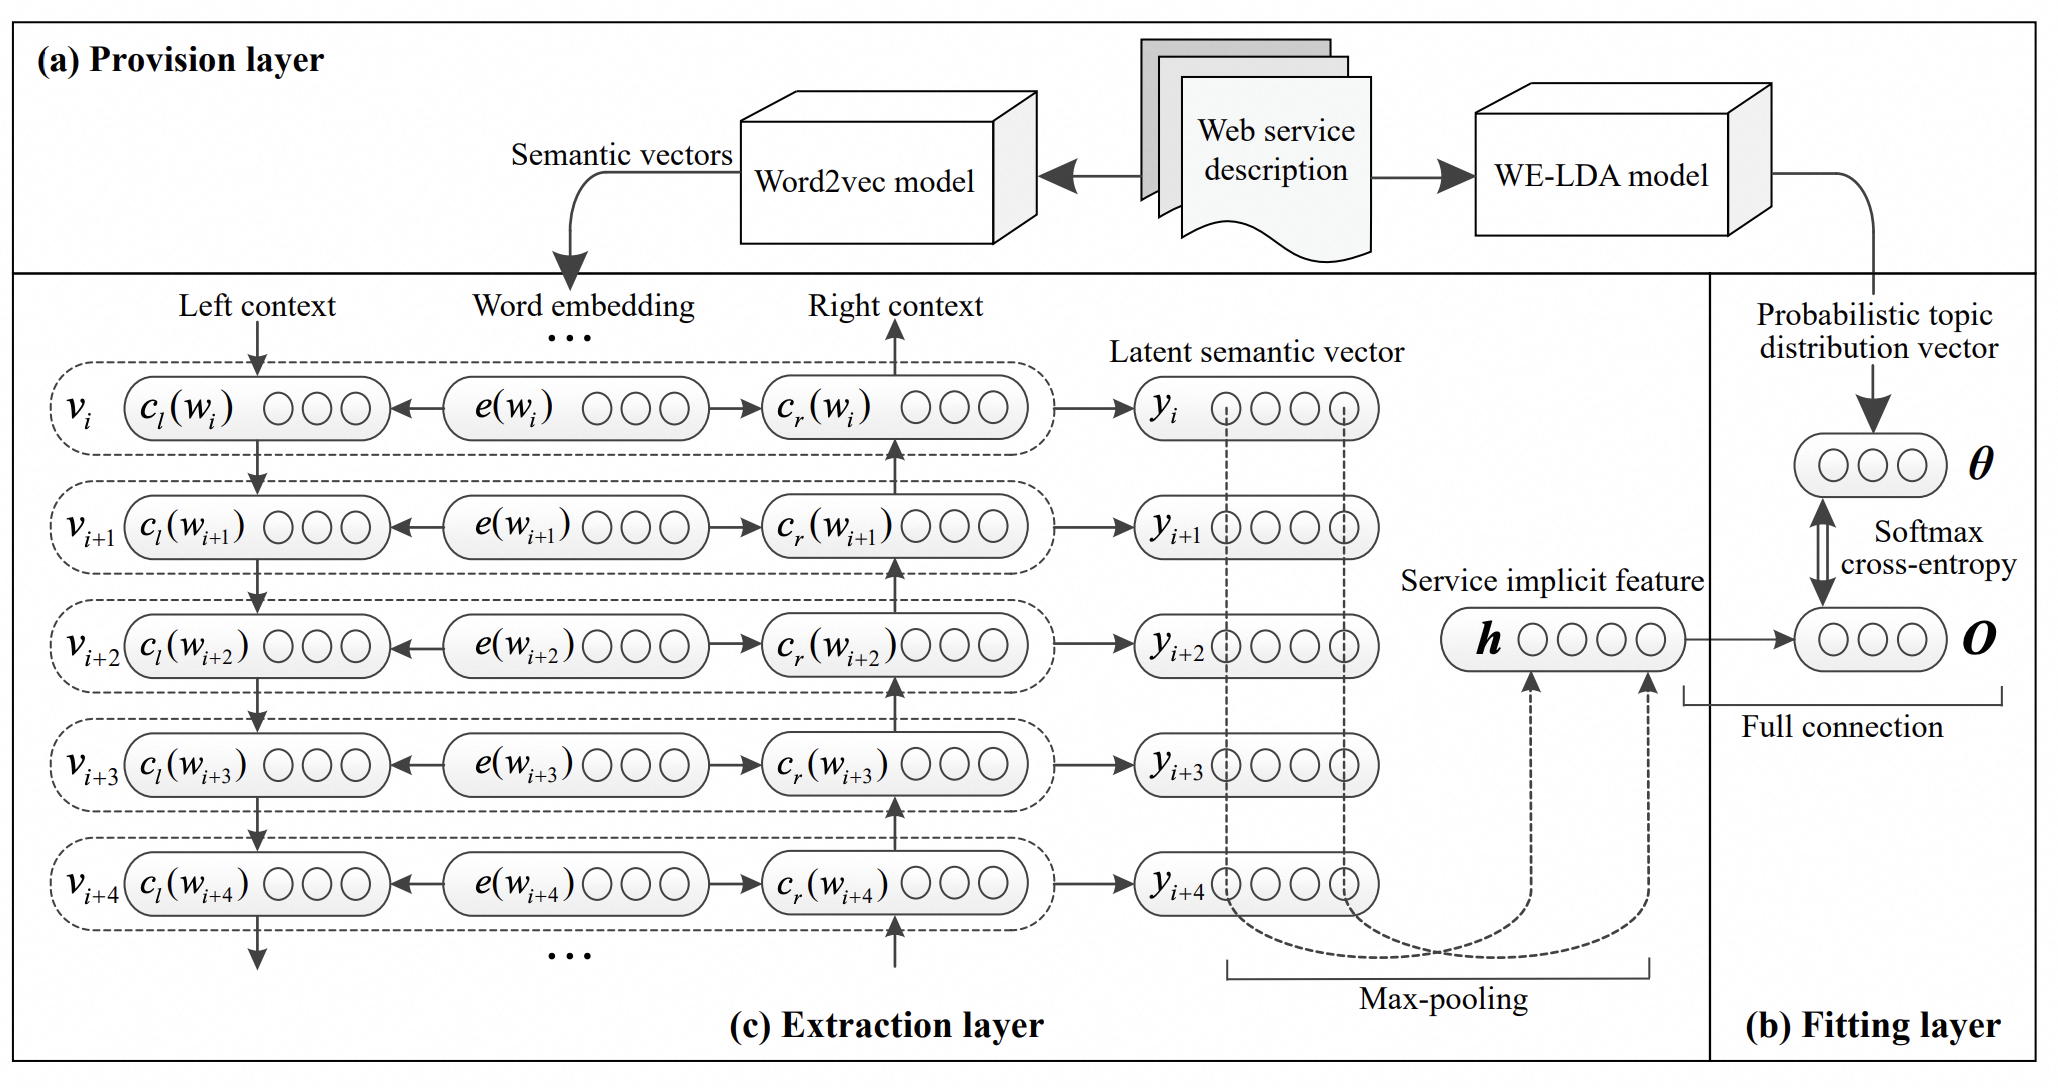 (a) Provision layer
Web service
description
Semantic vectors
Word2vec model
WE-LDA model
Left context
Word embedding
Right context
...
Latent semantic vector
Probabilistic topic
distribution vector
v_i c_l(w_i) e(w_i) c_r(w_i) y_i
θ
v_{i+1} c_l(w_{i+1}) e(w_{i+1}) c_r(w_{i+1}) y_{i+1}
Softmax
cross-entropy
Service implicit feature
v_{i+2} c_l(w_{i+2}) e(w_{i+2}) c_r(w_{i+2}) y_{i+2}
h
O
Full connection
v_{i+3} c_l(w_{i+3}) e(w_{i+3}) c_r(w_{i+3}) y_{i+3}
v_{i+4} c_l(w_{i+4}) e(w_{i+4}) c_r(w_{i+4}) y_{i+4}
...
Max-pooling
(c) Extraction layer
(b) Fitting layer